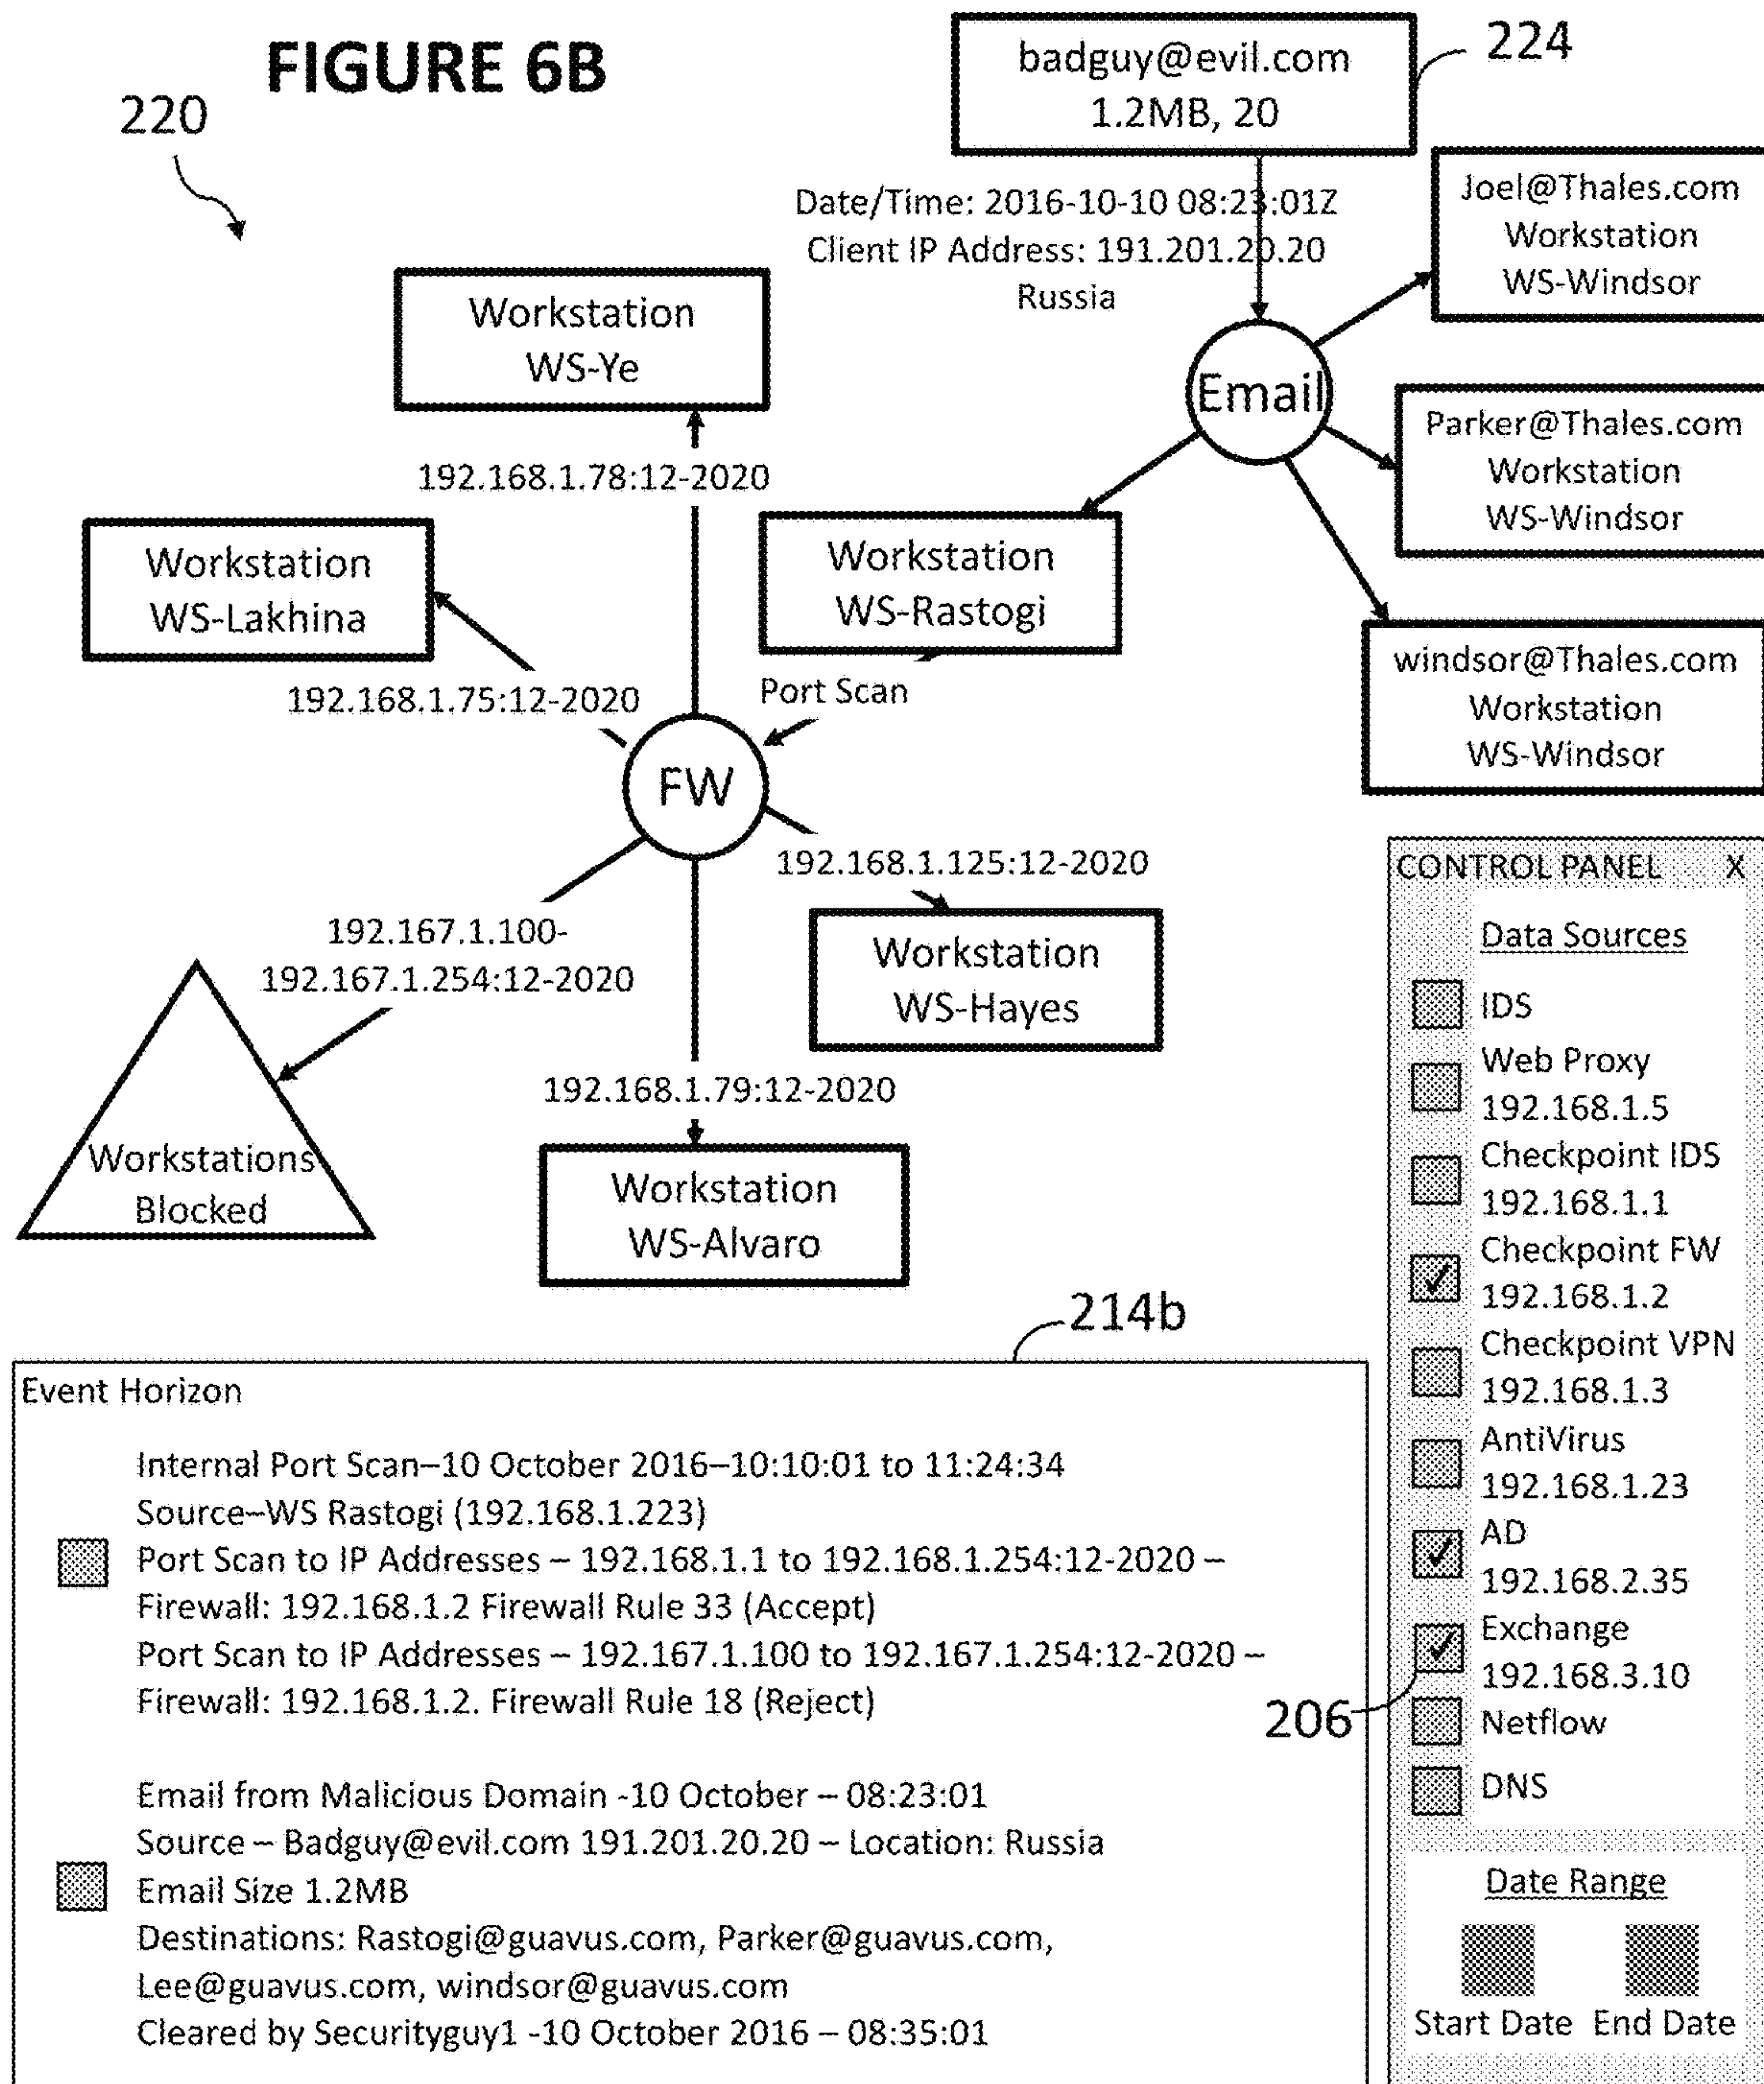 FIGURE 6B
220
badguy@evil.com
1.2MB, 20
224
Date/Time: 2016-10-10 08:23:01Z
Client IP Address: 191.201.20.20
Russia
Joel@Thales.com
Workstation
WS-Windsor
Email
Parker@Thales.com
Workstation
WS-Windsor
windsor@Thales.com
Workstation
WS-Windsor
Workstation
WS-Ye
192.168.1.78:12-2020
Workstation
WS-Lakhina
192.168.1.75:12-2020
Workstation
WS-Rastogi
Port Scan
FW
192.168.1.125:12-2020
Workstation
WS-Hayes
192.167.1.100-
192.167.1.254:12-2020
Workstations
Blocked
192.168.1.79:12-2020
Workstation
WS-Alvaro
CONTROL PANEL X
Data Sources
IDS
Web Proxy
192.168.1.5
Checkpoint IDS
192.168.1.1
Checkpoint FW
192.168.1.2
Checkpoint VPN
192.168.1.3
AntiVirus
192.168.1.23
AD
192.168.2.35
Exchange
192.168.3.10
Netflow
DNS
206
Date Range
Start Date End Date
214b
Event Horizon
Internal Port Scan–10 October 2016–10:10:01 to 11:24:34
Source–WS Rastogi (192.168.1.223)
Port Scan to IP Addresses – 192.168.1.1 to 192.168.1.254:12-2020 –
Firewall: 192.168.1.2 Firewall Rule 33 (Accept)
Port Scan to IP Addresses – 192.167.1.100 to 192.167.1.254:12-2020 –
Firewall: 192.168.1.2. Firewall Rule 18 (Reject)
Email from Malicious Domain -10 October – 08:23:01
Source – Badguy@evil.com 191.201.20.20 – Location: Russia
Email Size 1.2MB
Destinations: Rastogi@guavus.com, Parker@guavus.com,
Lee@guavus.com, windsor@guavus.com
Cleared by Securityguy1 -10 October 2016 – 08:35:01